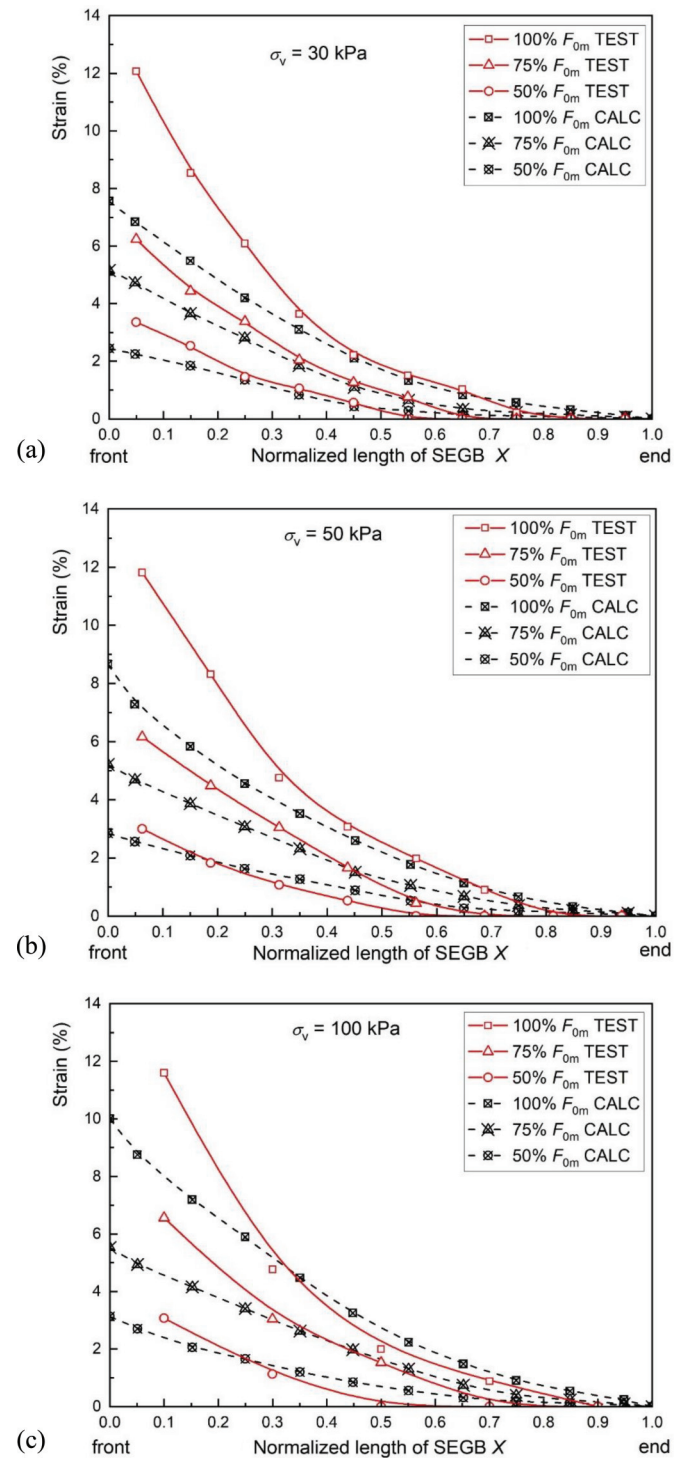 14
12
10
8
6
4
2
0
Strain (%)
σv = 30 kPa
100% F0m TEST
75% F0m TEST
50% F0m TEST
100% F0m CALC
75% F0m CALC
50% F0m CALC
0.0 0.1 0.2 0.3 0.4 0.5 0.6 0.7 0.8 0.9 1.0
(a) front Normalized length of SEGB X end
14
12
10
8
6
4
2
0
Strain (%)
σv = 50 kPa
100% F0m TEST
75% F0m TEST
50% F0m TEST
100% F0m CALC
75% F0m CALC
50% F0m CALC
0.0 0.1 0.2 0.3 0.4 0.5 0.6 0.7 0.8 0.9 1.0
(b) front Normalized length of SEGB X end
14
12
10
8
6
4
2
0
Strain (%)
σv = 100 kPa
100% F0m TEST
75% F0m TEST
50% F0m TEST
100% F0m CALC
75% F0m CALC
50% F0m CALC
0.0 0.1 0.2 0.3 0.4 0.5 0.6 0.7 0.8 0.9 1.0
(c) front Normalized length of SEGB X end